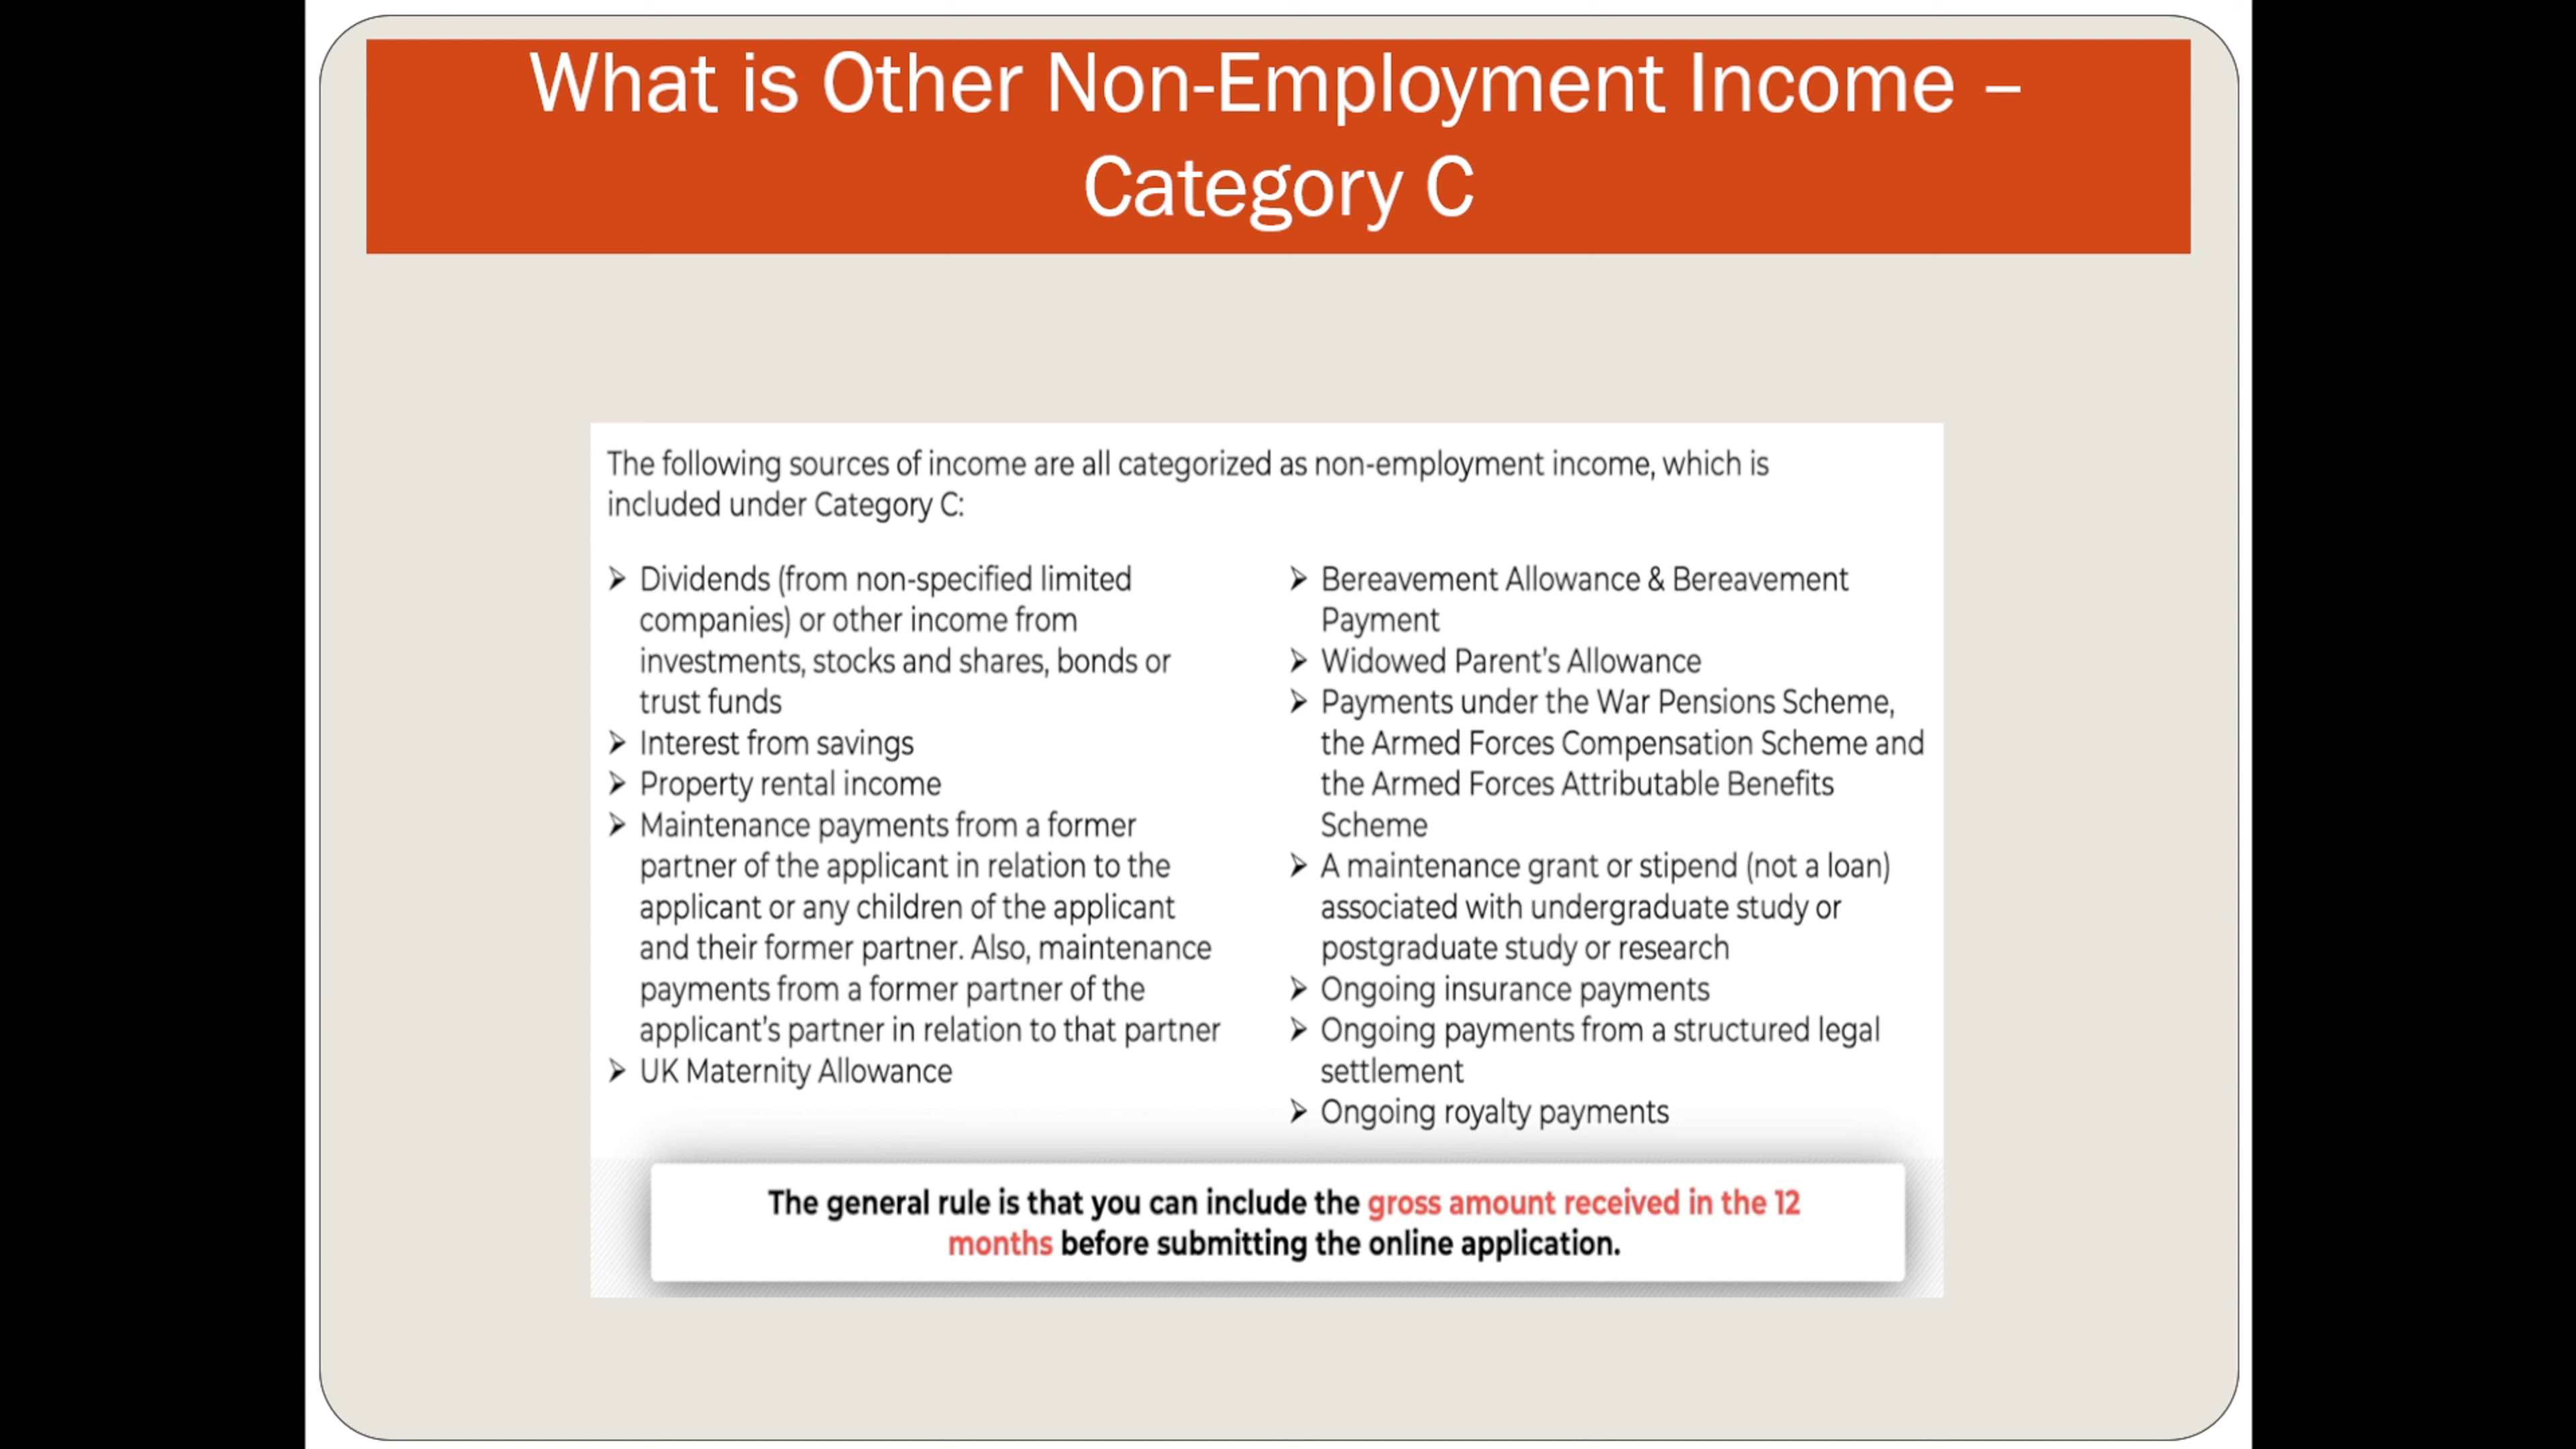 What is Other Non-Employment Income –
Category C
The following sources of income are all categorized as non-employment income, which is
included under Category C:
➢ Dividends (from non-specified limited
companies) or other income from
investments, stocks and shares, bonds or
trust funds
➢ Interest from savings
➢ Property rental income
➢ Maintenance payments from a former
partner of the applicant in relation to the
applicant or any children of the applicant
and their former partner. Also, maintenance
payments from a former partner of the
applicant's partner in relation to that partner
➢ UK Maternity Allowance
➢ Bereavement Allowance & Bereavement
Payment
➢ Widowed Parent's Allowance
➢ Payments under the War Pensions Scheme,
the Armed Forces Compensation Scheme and
the Armed Forces Attributable Benefits
Scheme
➢ A maintenance grant or stipend (not a loan)
associated with undergraduate study or
postgraduate study or research
➢ Ongoing insurance payments
➢ Ongoing payments from a structured legal
settlement
➢ Ongoing royalty payments
The general rule is that you can include the gross amount received in the 12
months before submitting the online application.